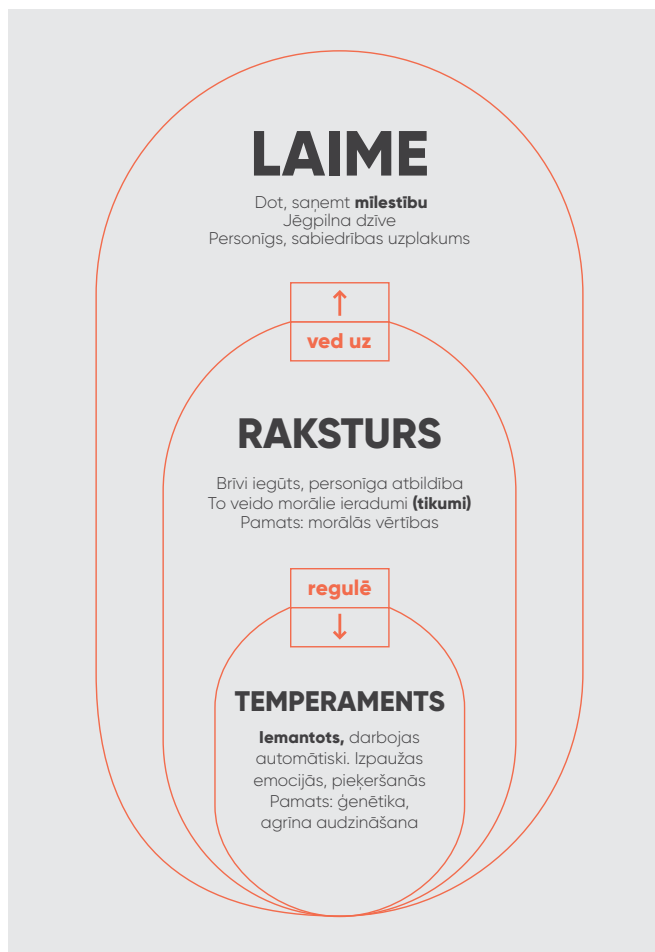 LAIME
Dot, saņemt mīlestību
Jēgpilna dzīve
Personīgs, sabiedrības uzplakums
↑
ved uz
RAKSTURS
Brīvi iegūts, personīga atbildība
To veido morālie ieradumi (tikumi)
Pamats: morālās vērtības
regulē
↓
TEMPERAMENTS
Iemantots, darbojas
automātiski. Izpaužas
emocijās, pieķeršanās
Pamats: ģenētika,
agrīna audzināšana